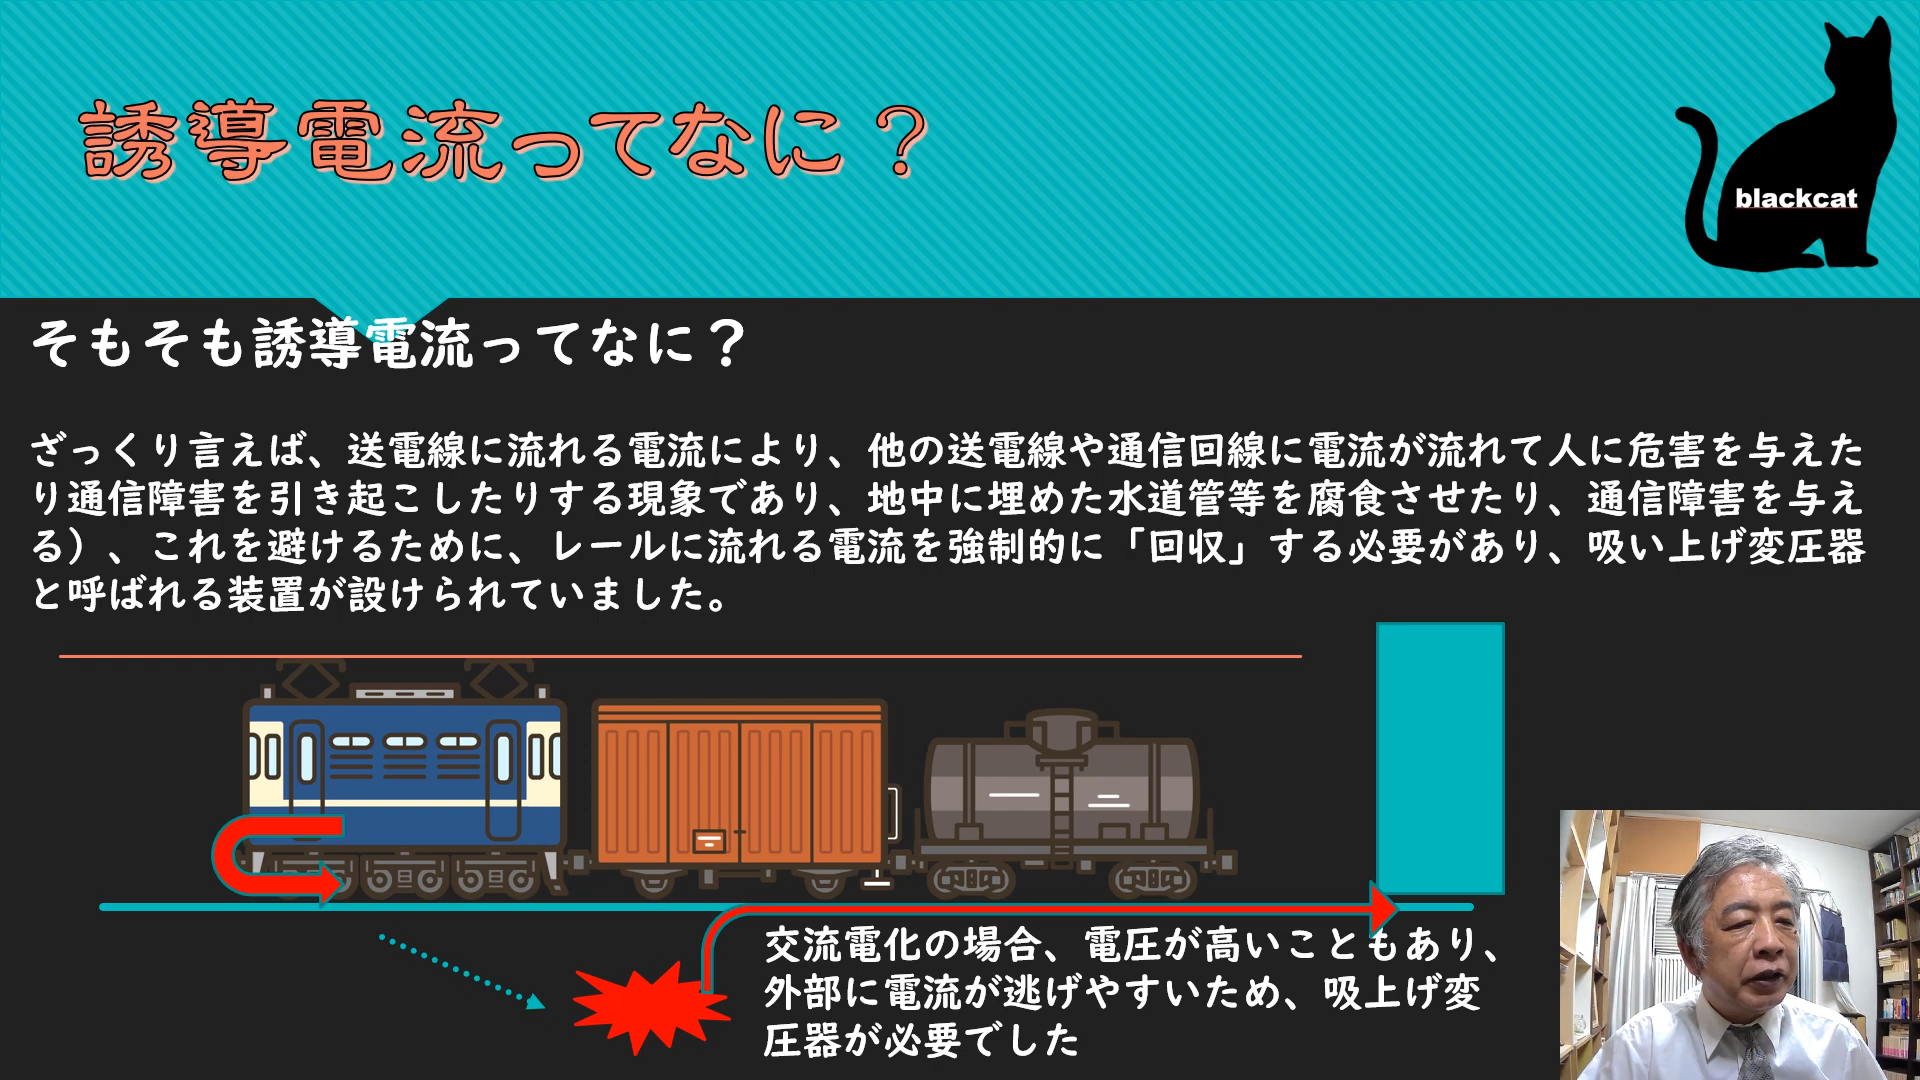 誘導電流ってなに？
blackcat
そもそも誘導電流ってなに？
ざっくり言えば、送電線に流れる電流により、他の送電線や通信回線に電流が流れて人に危害を与えた
り通信障害を引き起こしたりする現象であり、地中に埋めた水道管等を腐食させたり、通信障害を与え
る）、これを避けるために、レールに流れる電流を強制的に「回収」する必要があり、吸い上げ変圧器
と呼ばれる装置が設けられていました。
交流電化の場合、電圧が高いこともあり、
外部に電流が逃げやすいため、吸上げ変
圧器が必要でした